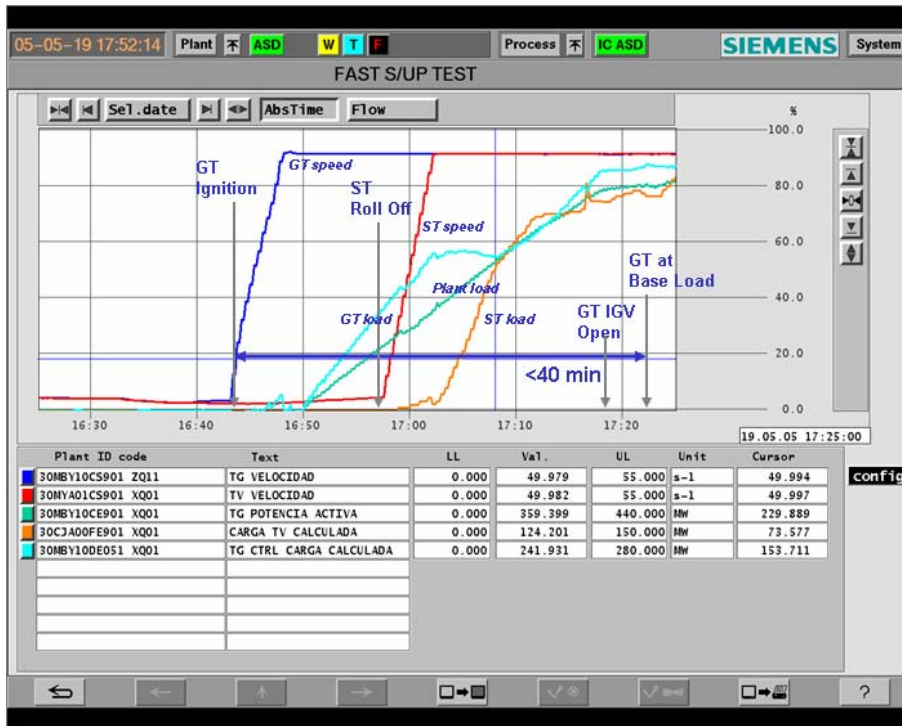 05-05-19 17:52:14 Plant ASD W T F Process IC ASD SIEMENS System
FAST S/UP TEST
Sel.date AbsTime Flow
%
100.0
80.0
60.0
40.0
20.0
0.0
GT
Ignition
GT speed
ST
Roll Off
ST speed
GT at
Base Load
Plant load
GT load
ST load
GT IGV
Open
<40 min
16:30 16:40 16:50 17:00 17:10 17:20
19.05.05 17:25:00
Plant ID code Text LL Val. UL Unit Cursor
30MBY10CS901 ZQ11 TG VELOCIDAD 0.000 49.979 55.000 s-1 49.994
config
30MYA01CS901 XQ01 TV VELOCIDAD 0.000 49.982 55.000 s-1 49.997
30MBY10CE901 XQ01 TG POTENCIA ACTIVA 0.000 359.399 440.000 MW 229.889
30CJA00FE901 XQ01 CARGA TV CALCULADA 0.000 124.201 150.000 MW 73.577
30MBY10DE051 XQ01 TG CTRL CARGA CALCULADA 0.000 241.931 280.000 MW 153.711
?